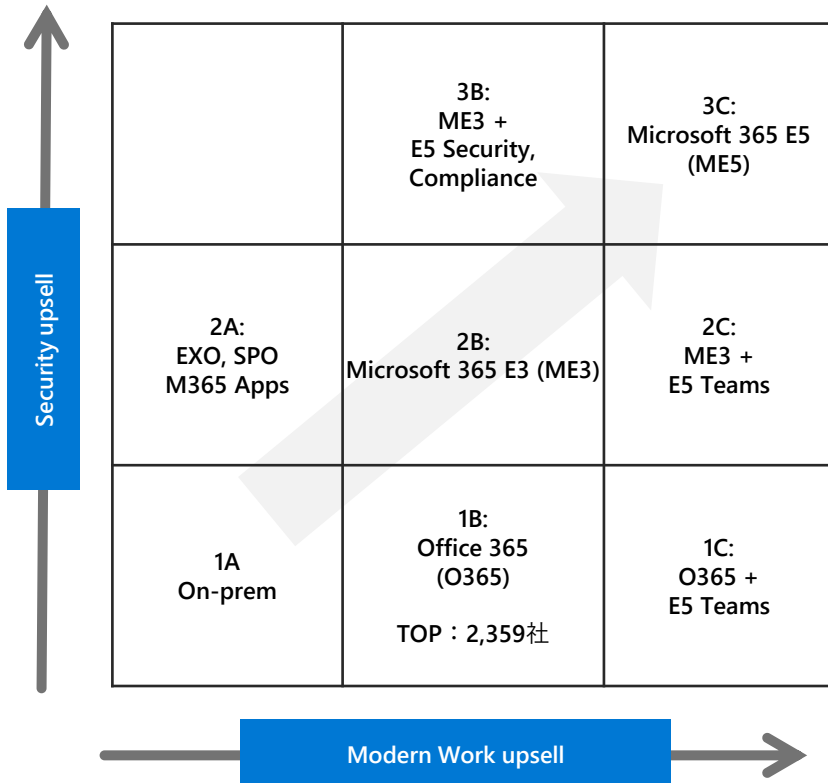 3B:
ME3 +
E5 Security,
Compliance
3C:
Microsoft 365 E5
(ME5)
Security upsell
2A:
EXO, SPO
M365 Apps
2B:
Microsoft 365 E3 (ME3)
2C:
ME3 +
E5 Teams
1A
On-prem
1B:
Office 365
(O365)
TOP：2,359社
1C:
O365 +
E5 Teams
Modern Work upsell